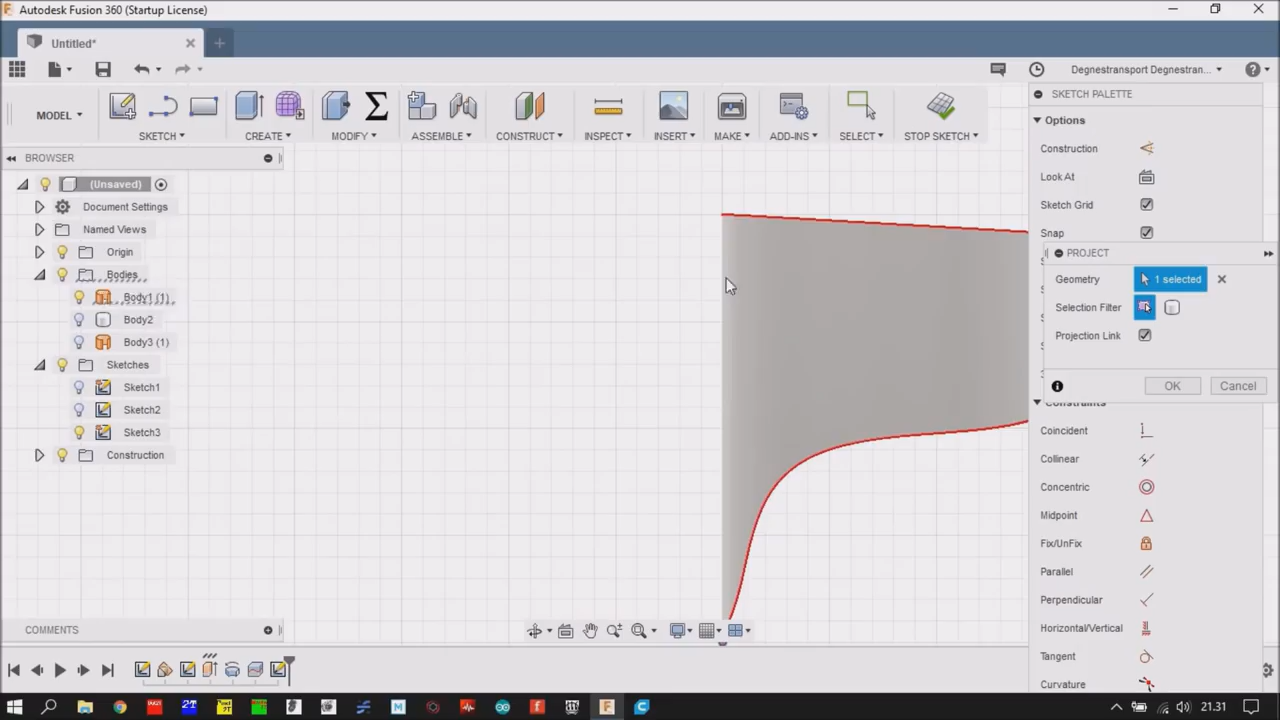 Autodesk Fusion 360 (Startup License)
Untitled*
Degnestransport Degnestran...
MODEL
SKETCH
CREATE
MODIFY
ASSEMBLE
CONSTRUCT
INSPECT
INSERT
MAKE
ADD-INS
SELECT
STOP SKETCH
SKETCH PALETTE
Options
Construction
Look At
Sketch Grid
Snap
PROJECT
Geometry
1 selected
Selection Filter
Projection Link
OK
Cancel
Constraints
Coincident
Collinear
Concentric
Midpoint
Fix/UnFix
Parallel
Perpendicular
Horizontal/Vertical
Tangent
Curvature
BROWSER
(Unsaved)
Document Settings
Named Views
Origin
Bodies
Body1 (1)
Body2
Body3 (1)
Sketches
Sketch1
Sketch2
Sketch3
Construction
COMMENTS
21.31